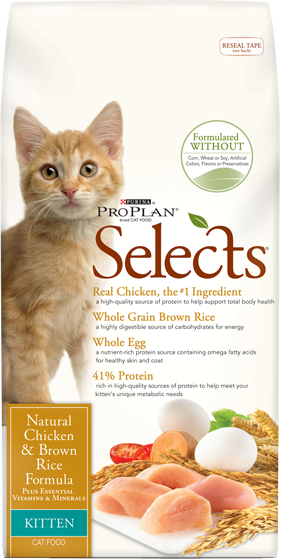 RESEAL TAPE
(see back)
Formulated
WITHOUT
Corn, Wheat or Soy, Artificial
Colors, Flavors or Preservatives
PURINA®
PRO PLAN®
brand CAT FOOD
Selects®
Real Chicken, the #1 Ingredient
a high-quality source of protein to help support total body health
Whole Grain Brown Rice
a highly digestible source of carbohydrates for energy
Whole Egg
a nutrient-rich protein source containing omega fatty acids
for healthy skin and coat
41% Protein
rich in high-quality sources of protein to help meet your
kitten's unique metabolic needs
Natural
Chicken
& Brown
Rice
Formula
PLUS ESSENTIAL
VITAMINS & MINERALS
KITTEN
CAT FOOD